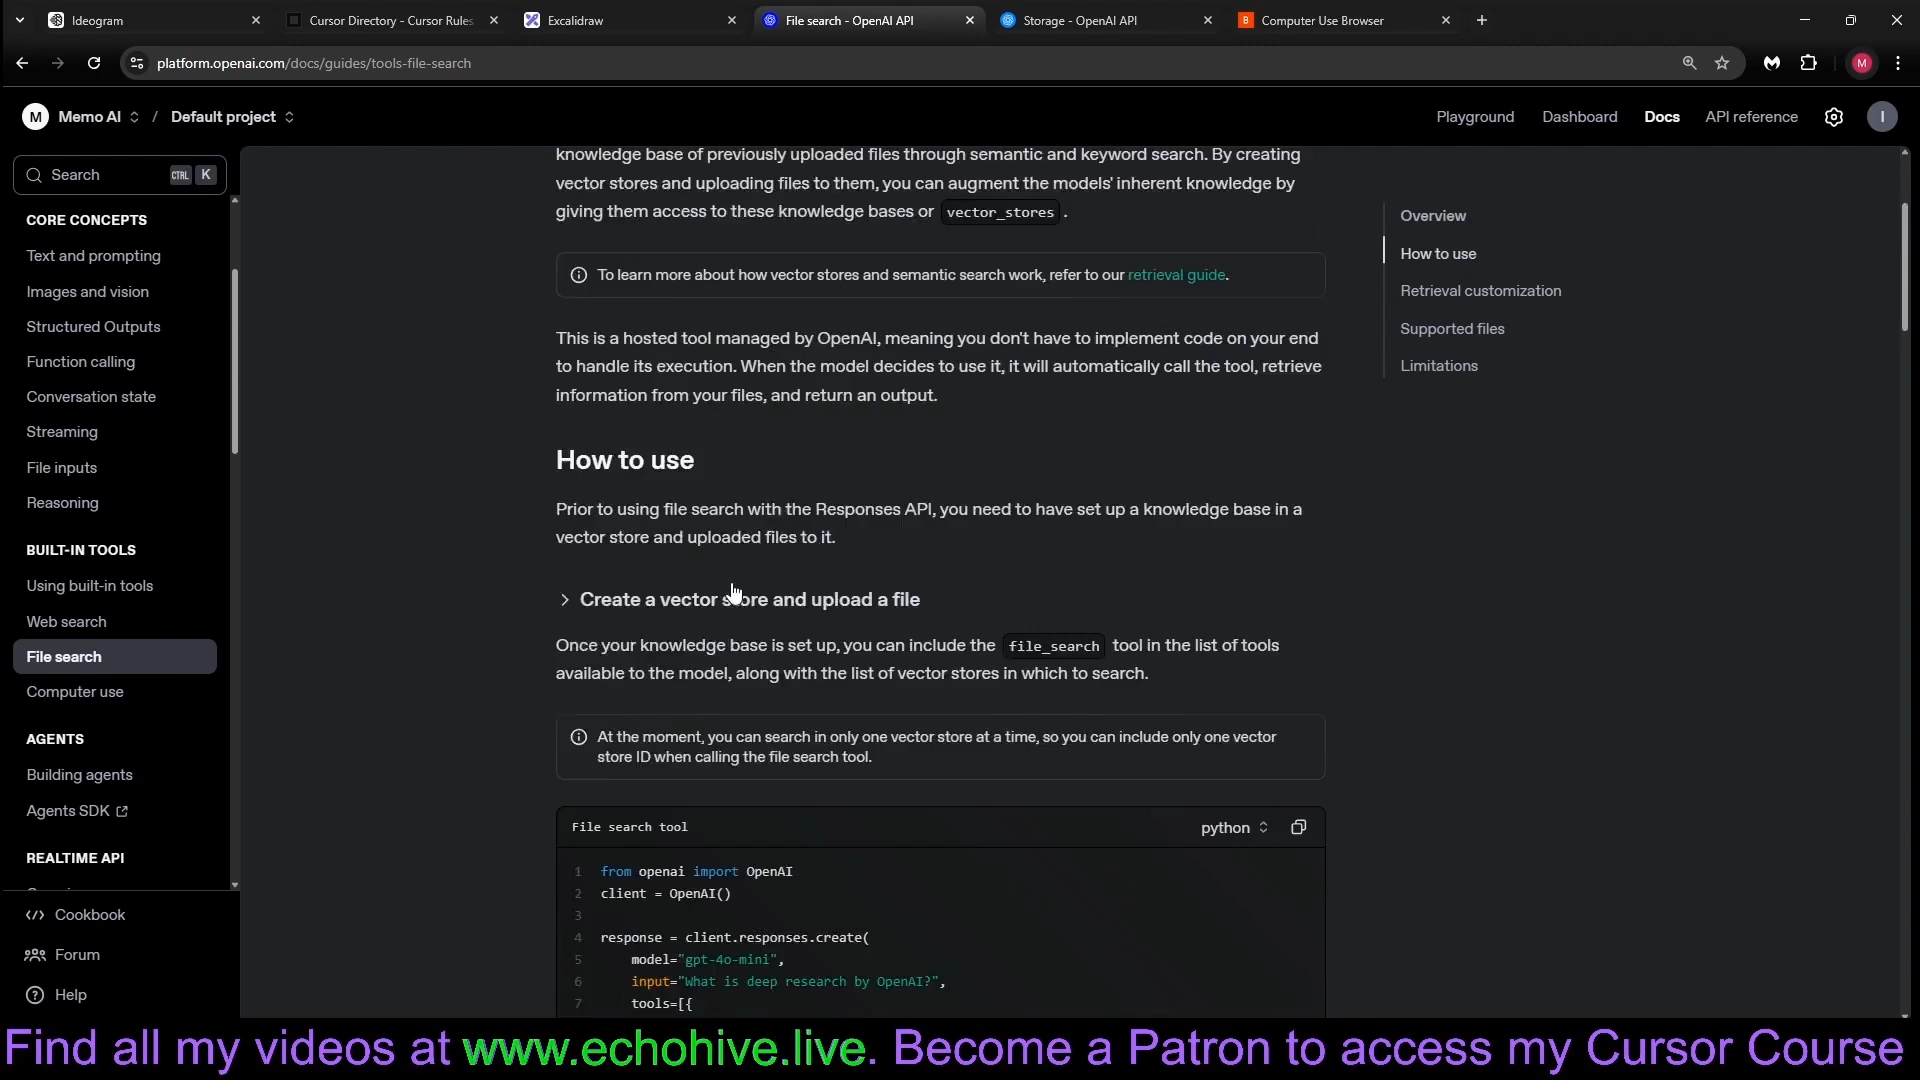 Ideogram
Cursor Directory - Cursor Rules
Excalidraw
File search - OpenAI API
Storage - OpenAI API
Computer Use Browser
platform.openai.com/docs/guides/tools-file-search
M
M
Memo AI
/
Default project
Playground
Dashboard
Docs
API reference
I
Search
CTRL
K
CORE CONCEPTS
Text and prompting
Images and vision
Structured Outputs
Function calling
Conversation state
Streaming
File inputs
Reasoning
BUILT-IN TOOLS
Using built-in tools
Web search
File search
Computer use
AGENTS
Building agents
Agents SDK
REALTIME API
Cookbook
Forum
Help
knowledge base of previously uploaded files through semantic and keyword search. By creating
vector stores and uploading files to them, you can augment the models' inherent knowledge by
giving them access to these knowledge bases or vector_stores .
To learn more about how vector stores and semantic search work, refer to our retrieval guide.
This is a hosted tool managed by OpenAI, meaning you don't have to implement code on your end
to handle its execution. When the model decides to use it, it will automatically call the tool, retrieve
information from your files, and return an output.
How to use
Prior to using file search with the Responses API, you need to have set up a knowledge base in a
vector store and uploaded files to it.
Create a vector store and upload a file
Once your knowledge base is set up, you can include the file_search tool in the list of tools
available to the model, along with the list of vector stores in which to search.
At the moment, you can search in only one vector store at a time, so you can include only one vector
store ID when calling the file search tool.
File search tool
python
1 from openai import OpenAI
2 client = OpenAI()
3
4 response = client.responses.create(
5 model="gpt-4o-mini",
6 input="What is deep research by OpenAI?",
7 tools=[{
Overview
How to use
Retrieval customization
Supported files
Limitations
Find all my videos at www.echohive.live. Become a Patron to access my Cursor Course